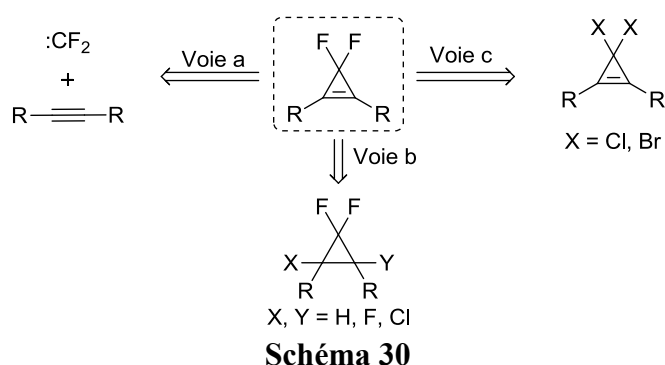 :CF₂
+
R R
Voie a
F F
R R
Voie c
X X
R R
X = Cl, Br
Voie b
F F
X Y
R R
X, Y = H, F, Cl
Schéma 30